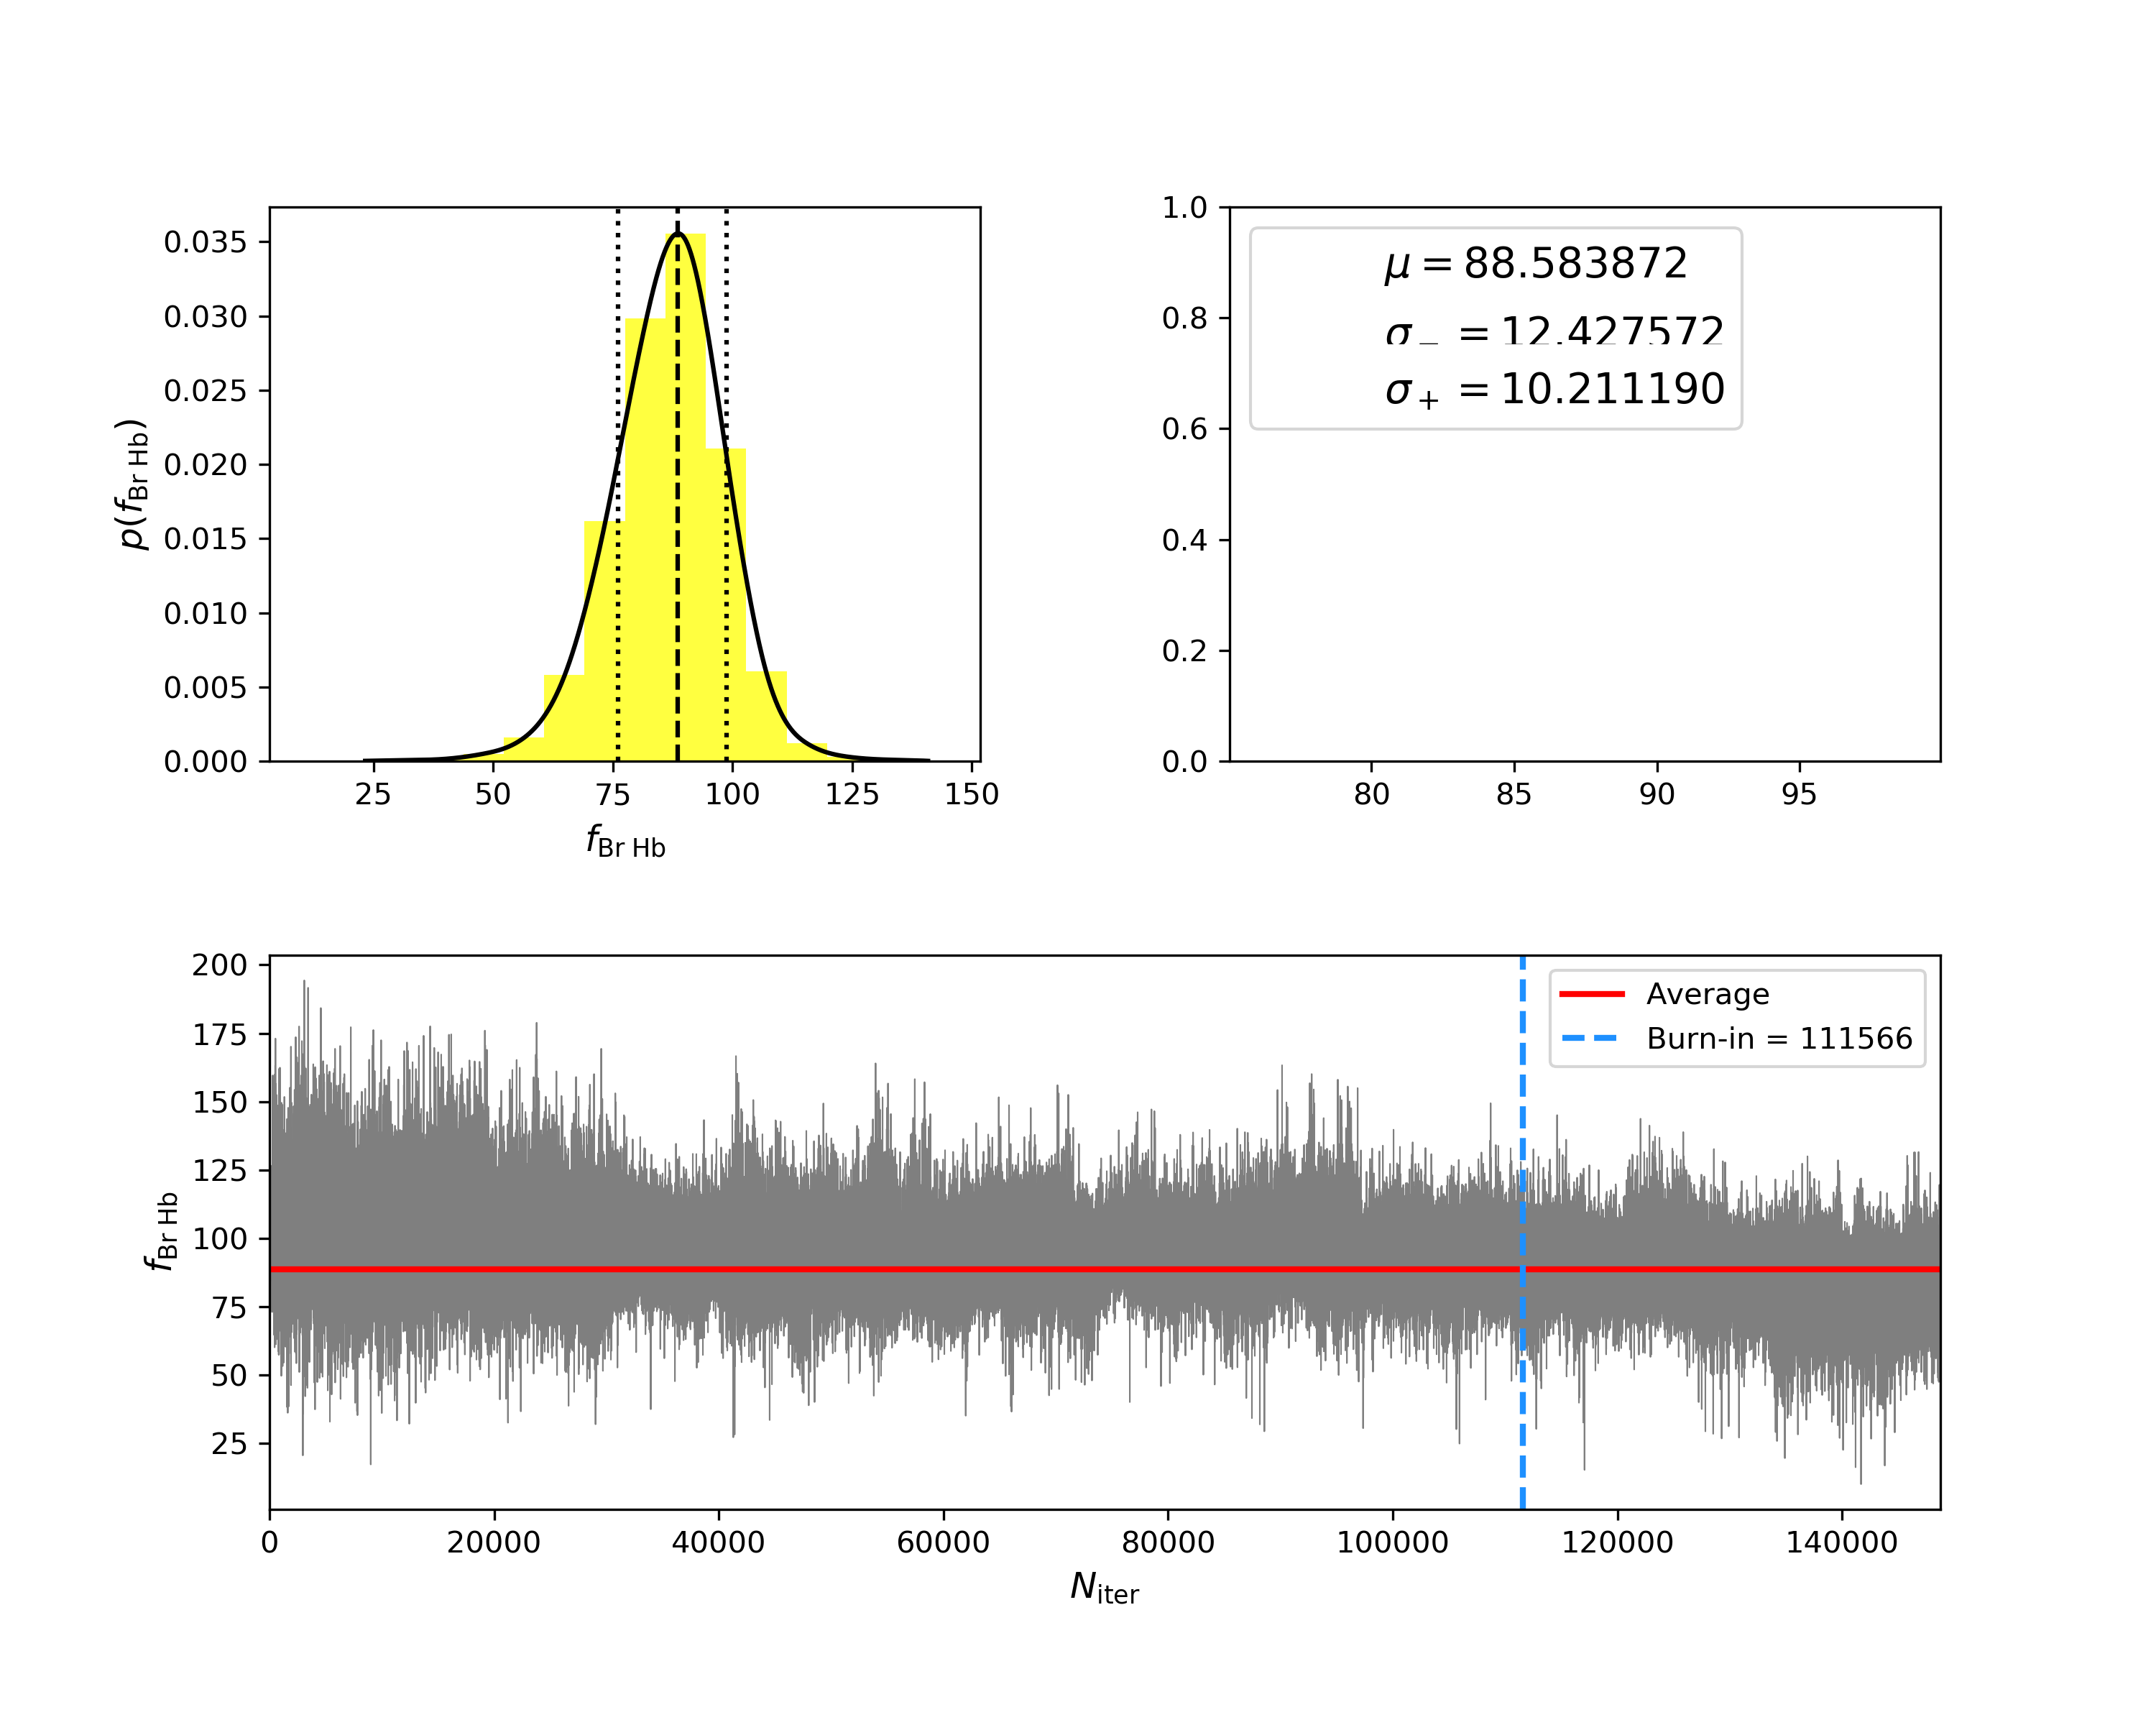 0.035
0.030
0.025
0.020
0.015
0.010
0.005
0.000
p(f_Br Hb)
25 50 75 100 125 150
f_Br Hb
1.0
0.8
0.6
0.4
0.2
0.0
μ = 88.583872
σ_− = 12.427572
σ_+ = 10.211190
80 85 90 95
200
175
150
125
100
75
50
25
f_Br Hb
Average
Burn-in = 111566
0 20000 40000 60000 80000 100000 120000 140000
N_iter